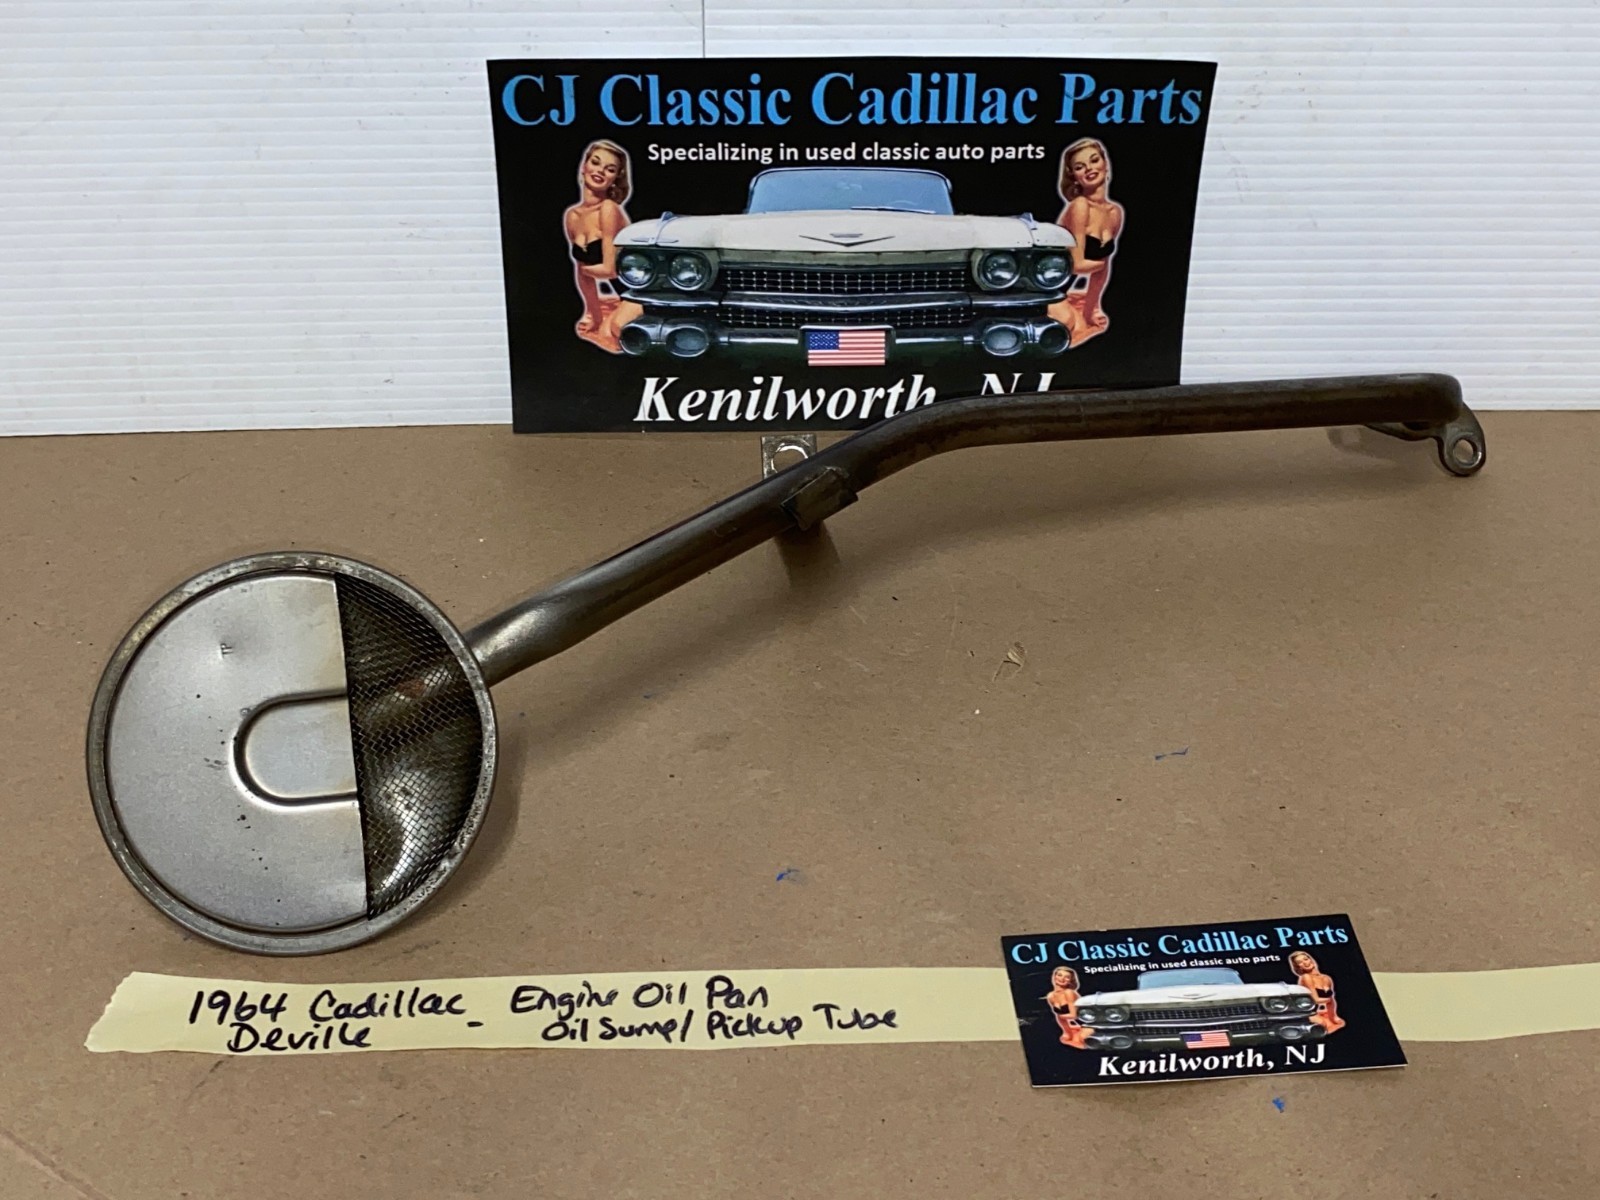 CJ Classic Cadillac Parts
Specializing in used classic auto parts
Kenilworth, NJ
1964 Cadillac - Engine Oil Pan
Deville Oil Sump/Pickup Tube
CJ Classic Cadillac Parts
Specializing in used classic auto parts
Kenilworth, NJ